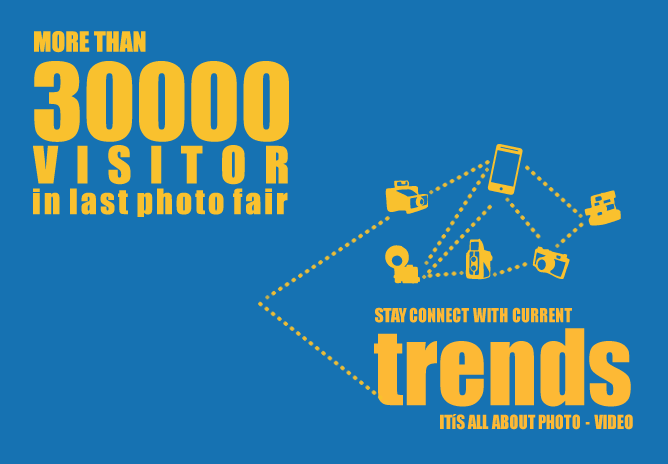 MORE THAN
30000
VISITOR
in last photo fair
STAY CONNECT WITH CURRENT
trends
ITíS ALL ABOUT PHOTO - VIDEO